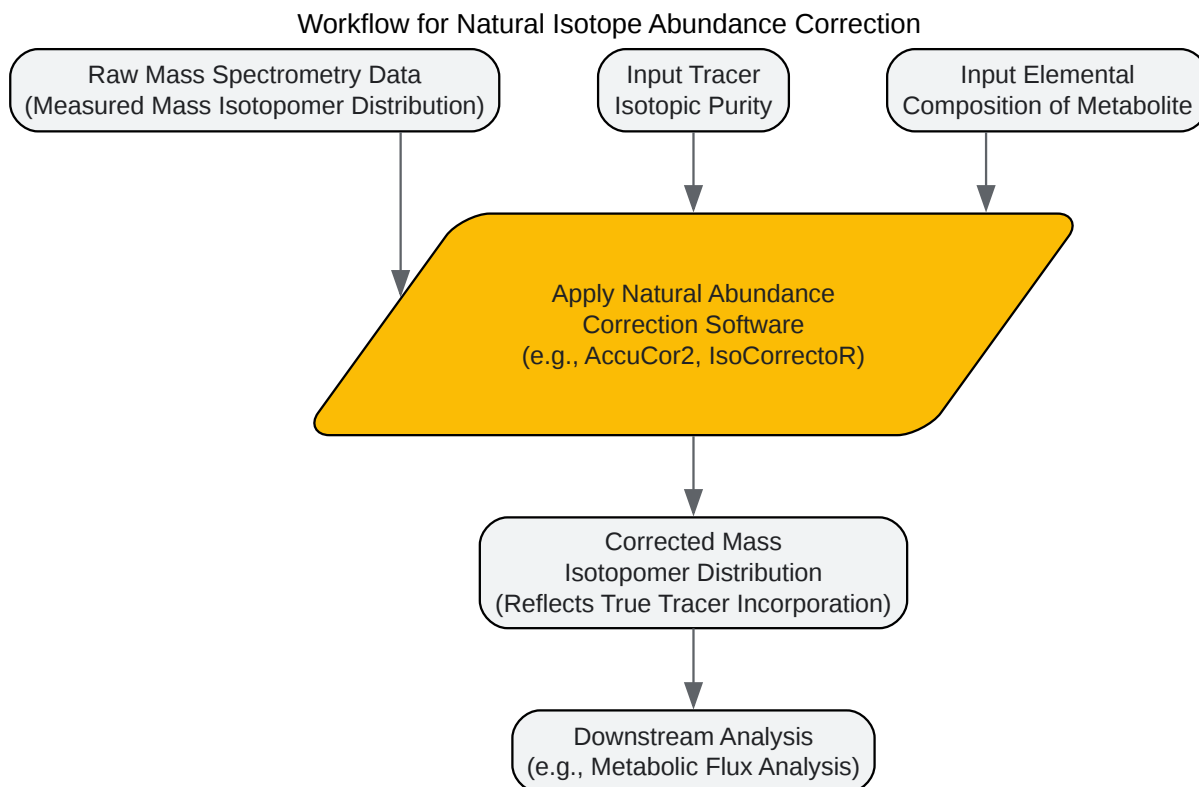 Workflow for Natural Isotope Abundance Correction
Raw Mass Spectrometry Data
(Measured Mass Isotopomer Distribution)
Input Tracer
Isotopic Purity
Input Elemental
Composition of Metabolite
Apply Natural Abundance
Correction Software
(e.g., AccuCor2, IsoCorrectoR)
Corrected Mass
Isotopomer Distribution
(Reflects True Tracer Incorporation)
Downstream Analysis
(e.g., Metabolic Flux Analysis)